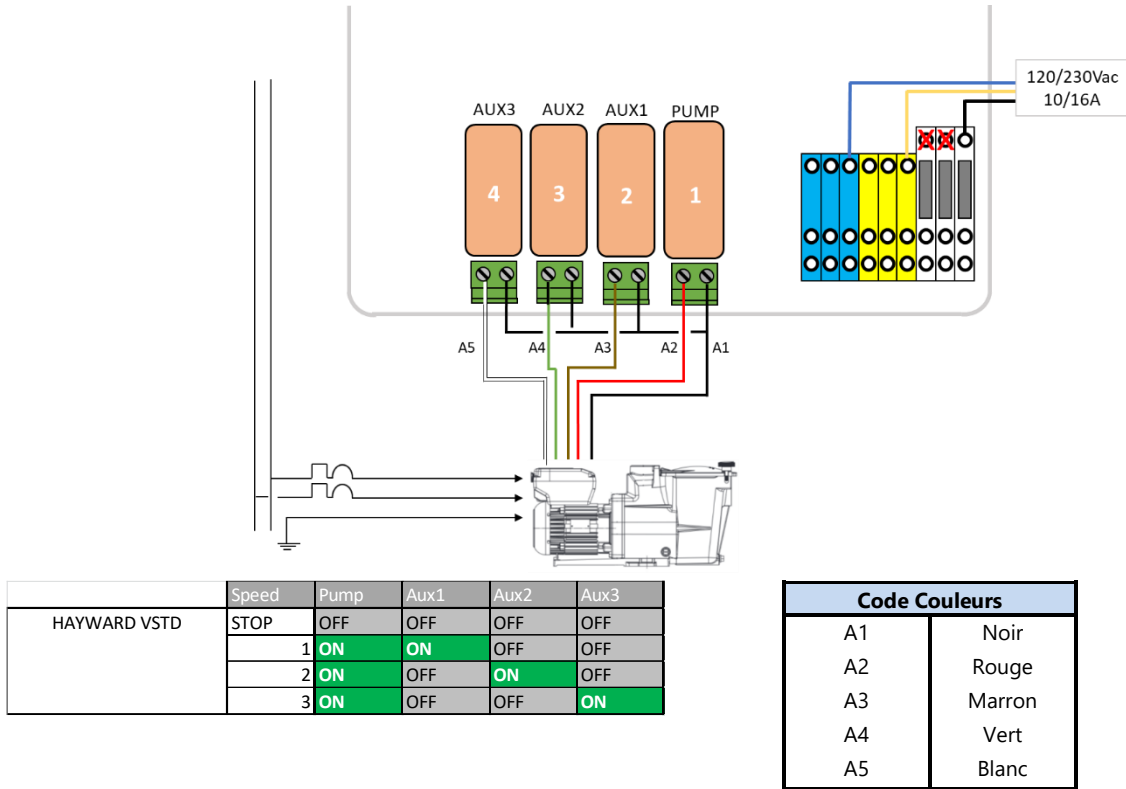 120/230Vac
10/16A
AUX3 AUX2 AUX1 PUMP
4 3 2 1
A5 A4 A3 A2 A1
Speed Pump Aux1 Aux2 Aux3
HAYWARD VSTD STOP OFF OFF OFF OFF
1 ON ON OFF OFF
2 ON OFF ON OFF
3 ON OFF OFF ON
Code Couleurs
A1 Noir
A2 Rouge
A3 Marron
A4 Vert
A5 Blanc